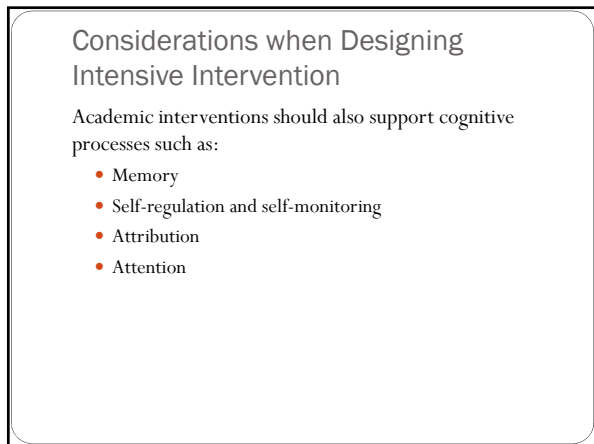 Considerations when Designing
Intensive Intervention
Academic interventions should also support cognitive
processes such as:
• Memory
• Self-regulation and self-monitoring
• Attribution
• Attention